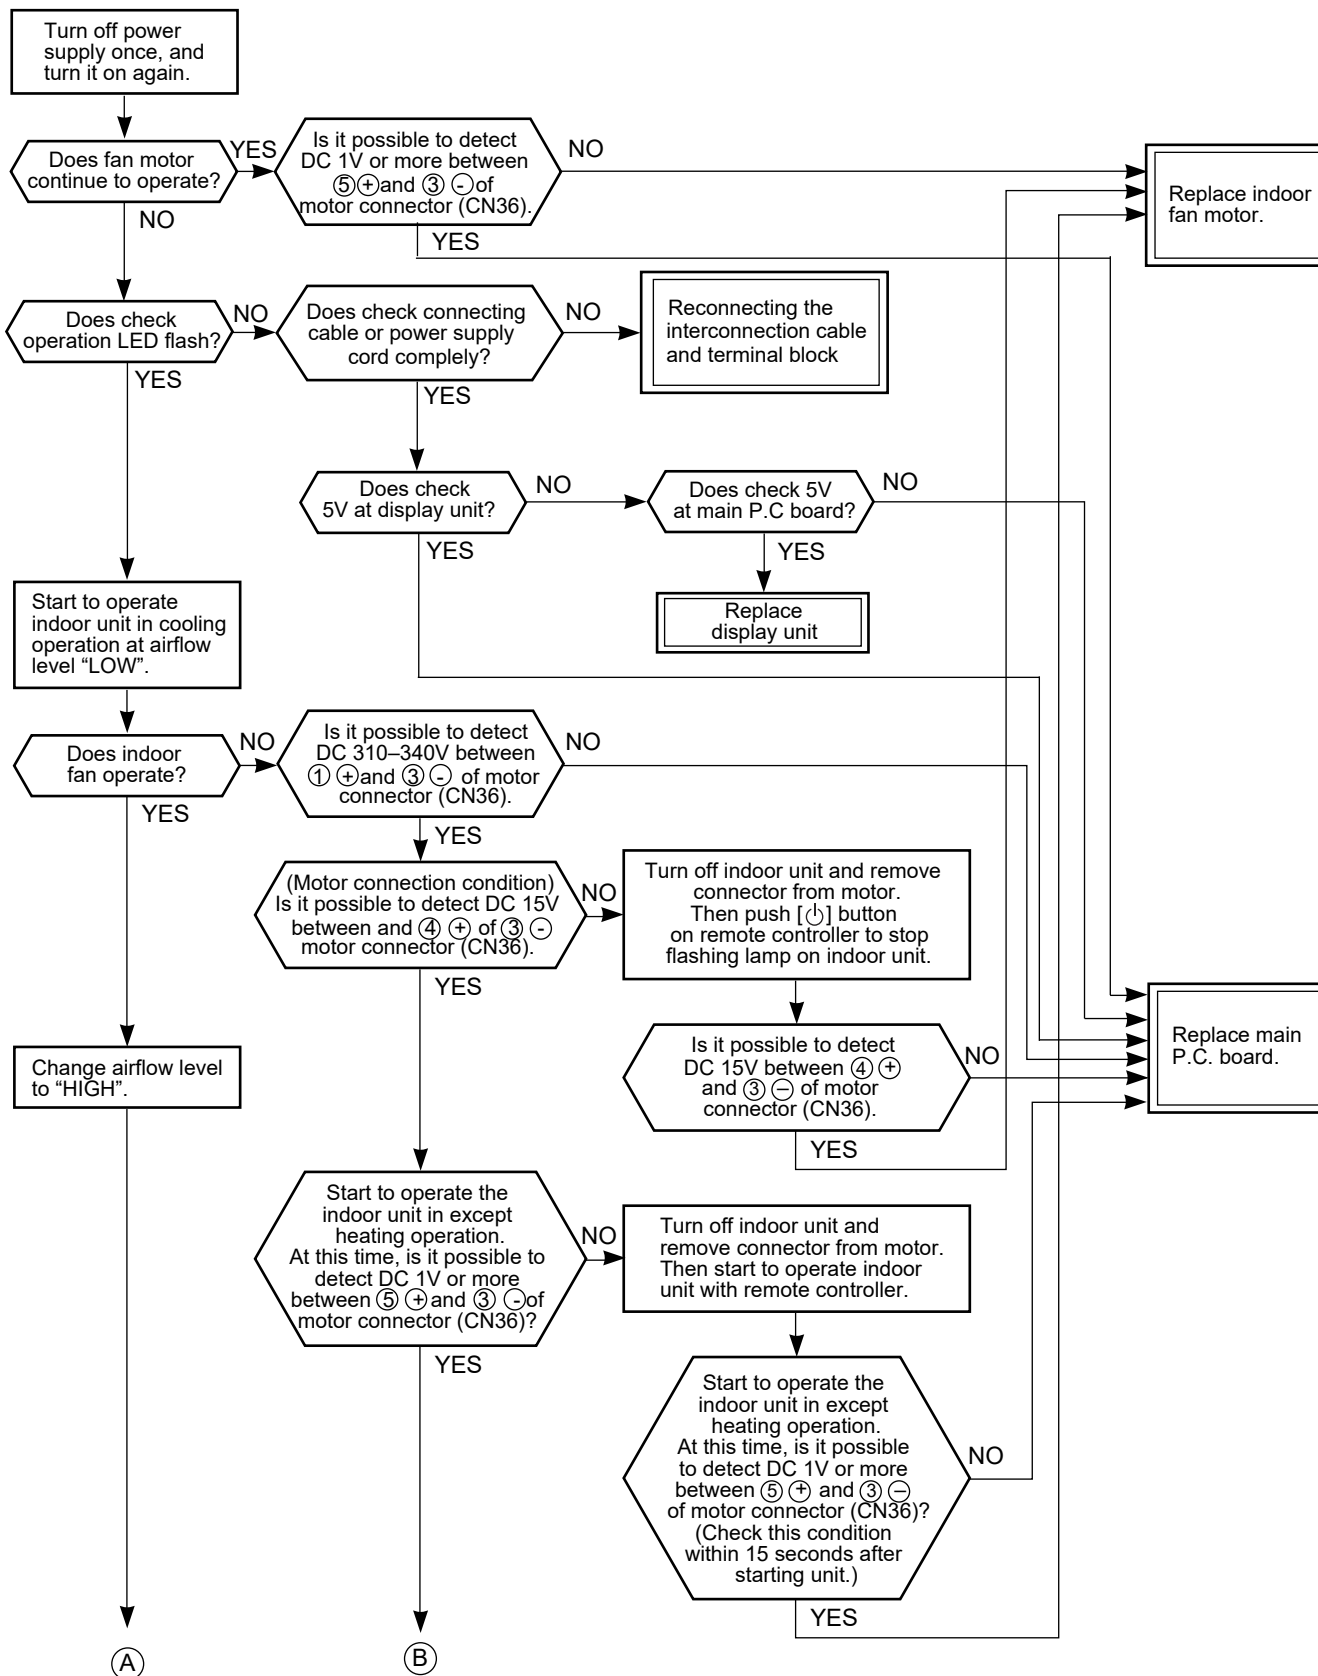 Turn off power
supply once, and
turn it on again.
Does fan motor
continue to operate?
YES
NO
Is it possible to detect
DC 1V or more between
⑤ ⊕ and ③ ⊖ of
motor connector (CN36).
NO
YES
Replace indoor
fan motor.
Does check
operation LED flash?
NO
YES
Does check connecting
cable or power supply
cord complely?
NO
YES
Reconnecting the
interconnection cable
and terminal block
Does check
5V at display unit?
NO
YES
Does check 5V
at main P.C board?
NO
YES
Replace
display unit
Start to operate
indoor unit in cooling
operation at airflow
level “LOW”.
Does indoor
fan operate?
NO
YES
Is it possible to detect
DC 310–340V between
① ⊕ and ③ ⊖ of motor
connector (CN36).
NO
YES
(Motor connection condition)
Is it possible to detect DC 15V
between and ④ ⊕ of ③ ⊖
motor connector (CN36).
NO
YES
Turn off indoor unit and remove
connector from motor.
Then push [⏻] button
on remote controller to stop
flashing lamp on indoor unit.
Is it possible to detect
DC 15V between ④ ⊕
and ③ ⊖ of motor
connector (CN36).
NO
YES
Replace main
P.C. board.
Change airflow level
to “HIGH”.
Start to operate the
indoor unit in except
heating operation.
At this time, is it possible to
detect DC 1V or more
between ⑤ ⊕ and ③ ⊖ of
motor connector (CN36)?
NO
YES
Turn off indoor unit and
remove connector from motor.
Then start to operate indoor
unit with remote controller.
Start to operate the
indoor unit in except
heating operation.
At this time, is it possible
to detect DC 1V or more
between ⑤ ⊕ and ③ ⊖
of motor connector (CN36)?
(Check this condition
within 15 seconds after
starting unit.)
NO
YES
Ⓐ
Ⓑ